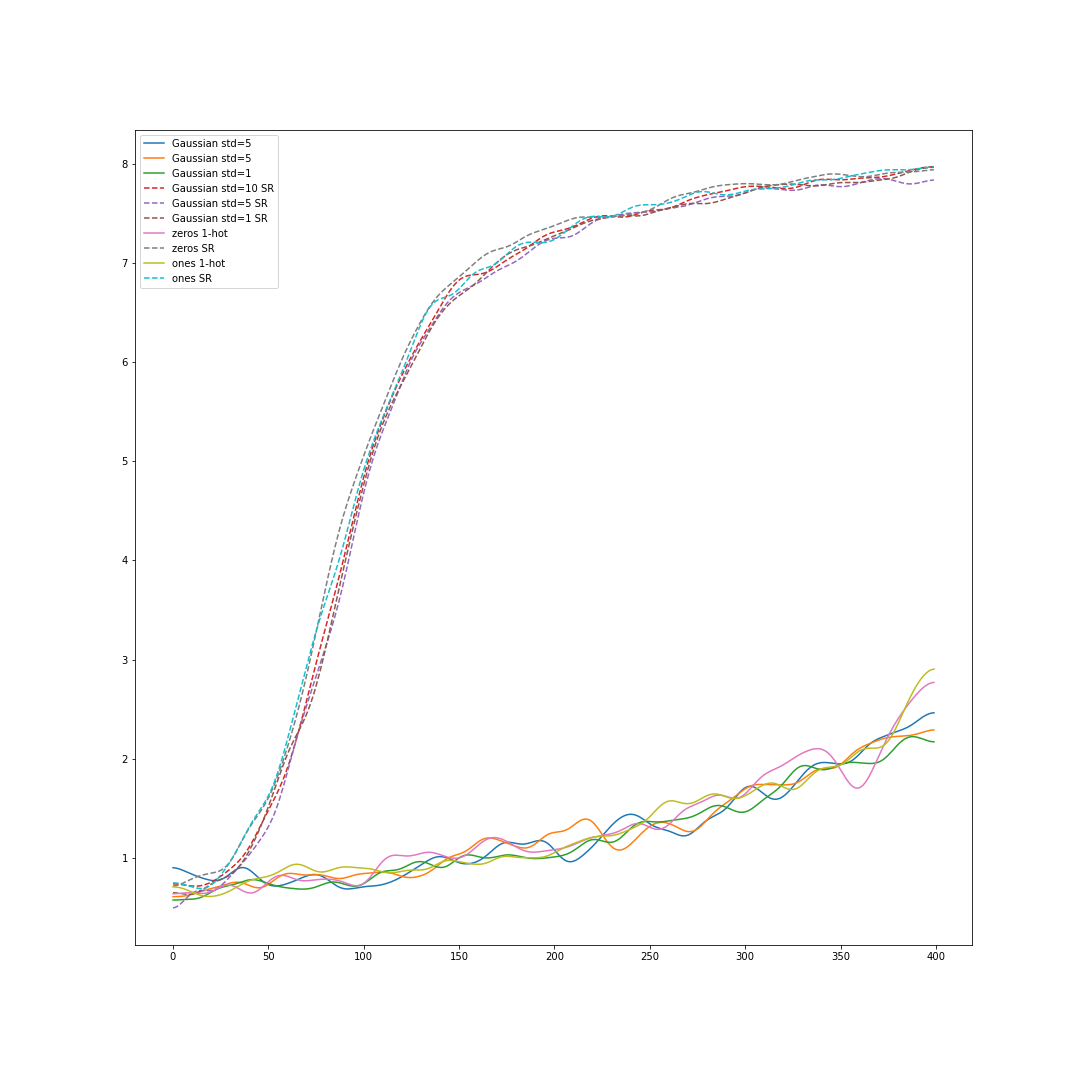 Gaussian std=5
Gaussian std=5
Gaussian std=1
Gaussian std=10 SR
Gaussian std=5 SR
Gaussian std=1 SR
zeros 1-hot
zeros SR
ones 1-hot
ones SR
8
7
6
5
4
3
2
1
0 50 100 150 200 250 300 350 400